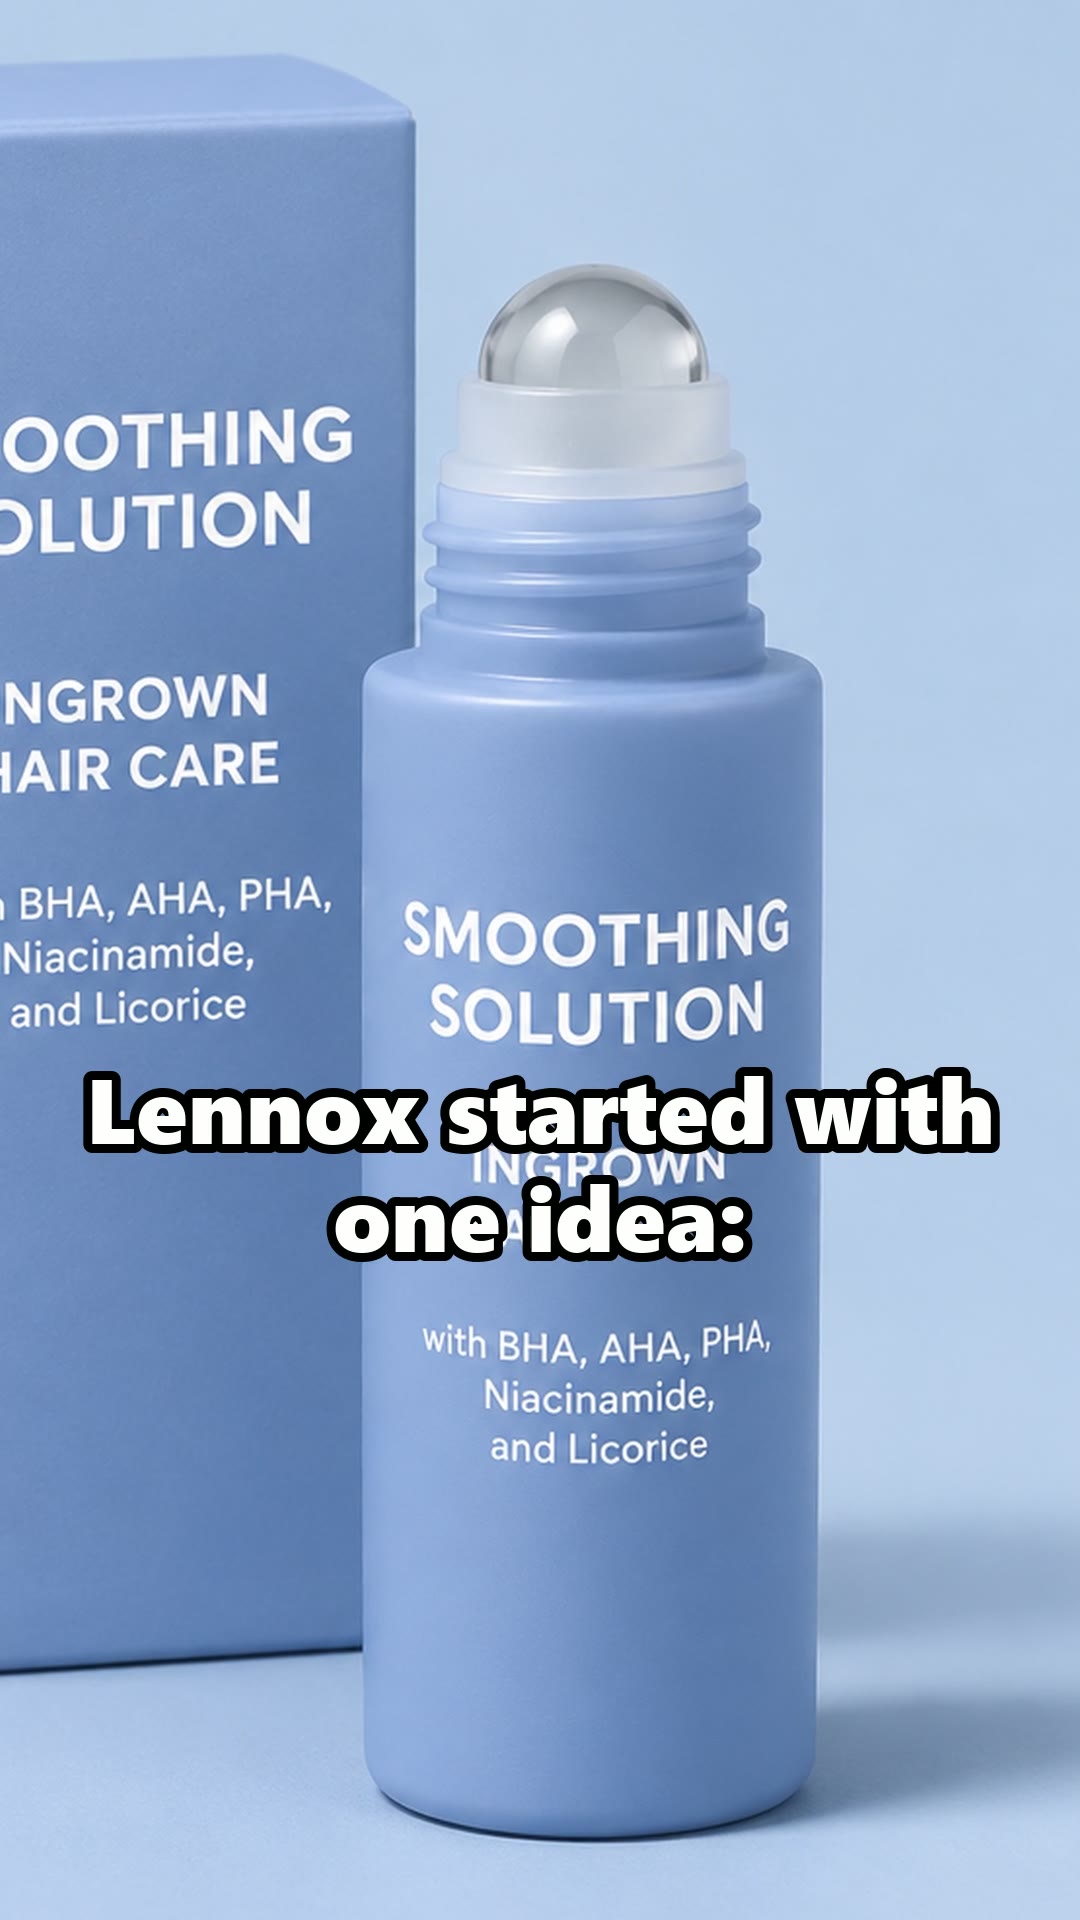 OOTHING
OLUTION
NGROWN
HAIR CARE
BHA, AHA, PHA,
Niacinamide,
and Licorice
SMOOTHING
SOLUTION
Lennox started with
INGROWN
one idea:
with BHA, AHA, PHA,
Niacinamide,
and Licorice